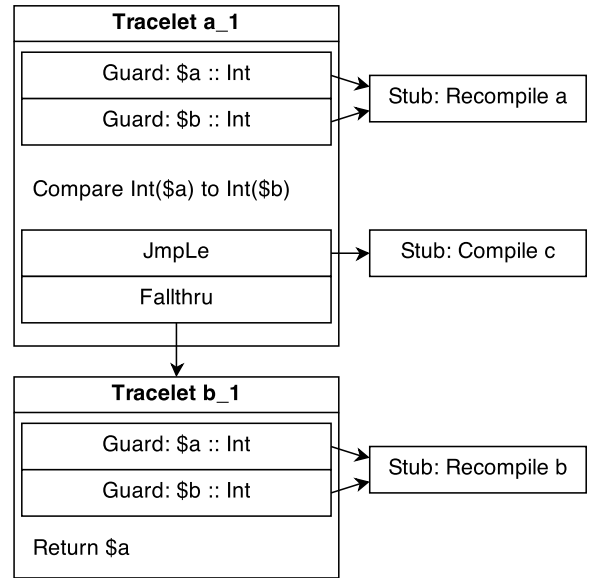 Tracelet a_1
Guard: $a :: Int
Guard: $b :: Int
Stub: Recompile a
Compare Int($a) to Int($b)
JmpLe
Stub: Compile c
Fallthru
Tracelet b_1
Guard: $a :: Int
Guard: $b :: Int
Stub: Recompile b
Return $a